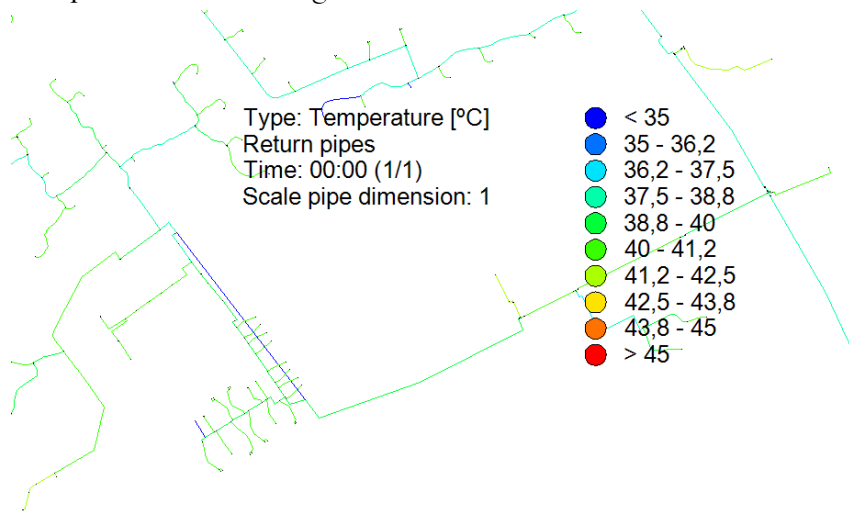 Type: Temperature [ºC]
Return pipes
Time: 00:00 (1/1)
Scale pipe dimension: 1
< 35
35 - 36,2
36,2 - 37,5
37,5 - 38,8
38,8 - 40
40 - 41,2
41,2 - 42,5
42,5 - 43,8
43,8 - 45
> 45